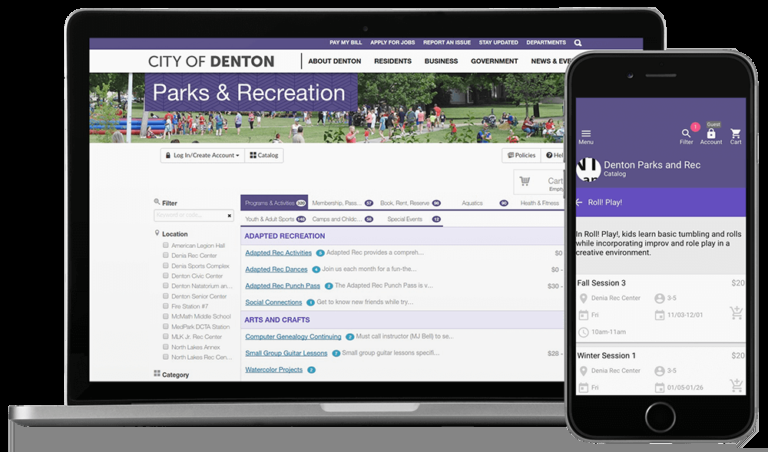 PAY MY BILL APPLY FOR JOBS REPORT AN ISSUE STAY UPDATED DEPARTMENTS
CITY OF DENTON ABOUT DENTON RESIDENTS BUSINESS GOVERNMENT NEWS & EVE
Parks & Recreation
Log In/Create Account Catalog Policies Hel
Cart
Empty
Filter
Keyword or code...
Location
American Legion Hall
Denia Rec Center
Denia Sports Complex
Denton Civic Center
Denton Natatorium an...
Denton Senior Center
Fire Station #7
McMath Middle School
MedPark DCTA Station
MLK Jr. Rec Center
North Lakes Annex
North Lakes Rec Cen...
Category
Programs & Activities Membership, Pass... Book, Rent, Reserve Aquatics Health & Fitness
Youth & Adult Sports Camps and Childc... Special Events
ADAPTED RECREATION
Adapted Rec Activities Adapted Rec provides a compreh... $0 -
Adapted Rec Dances Join us each month for a fun-the... $0 -
Adapted Rec Punch Pass 2 The Adapted Rec Punch Pass is v... $30 -
Social Connections Get to know new friends while try...
ARTS AND CRAFTS
Computer Genealogy Continuing Must call instructor (MJ Bell) to se...
Small Group Guitar Lessons Small group guitar lessons specifi...
Watercolor Projects
Menu Filter 1 Guest Account Cart
Denton Parks and Rec
Catalog
Roll! Play!
In Roll! Play!, kids learn basic tumbling and rolls
while incorporating improv and role play in a
creative environment.
Fall Session 3 $20
Denia Rec Center 3-5
Fri 11/03-12/01
10am-11am
Winter Session 1 $20
Denia Rec Center 3-5
Fri 01/05-01/26